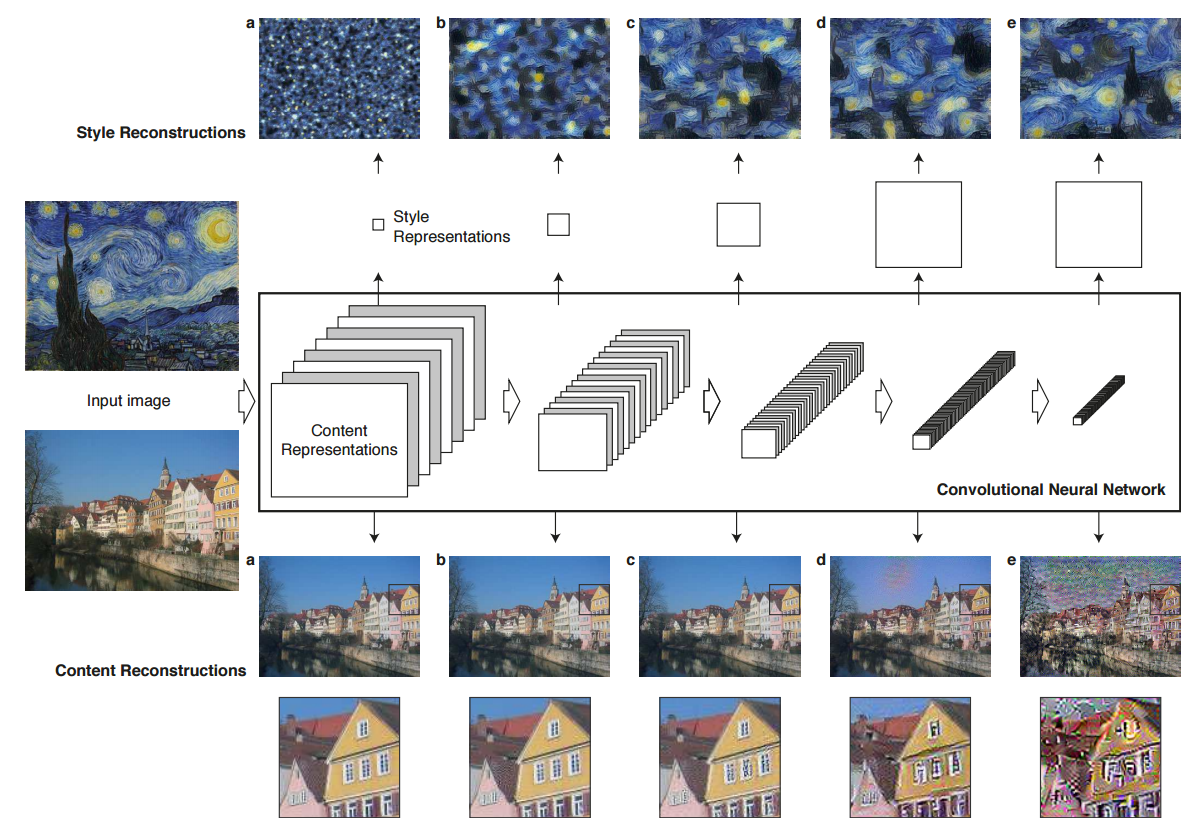 a b c d e
Style Reconstructions
Style
Representations
Input image
Content
Representations
Convolutional Neural Network
a b c d e
Content Reconstructions